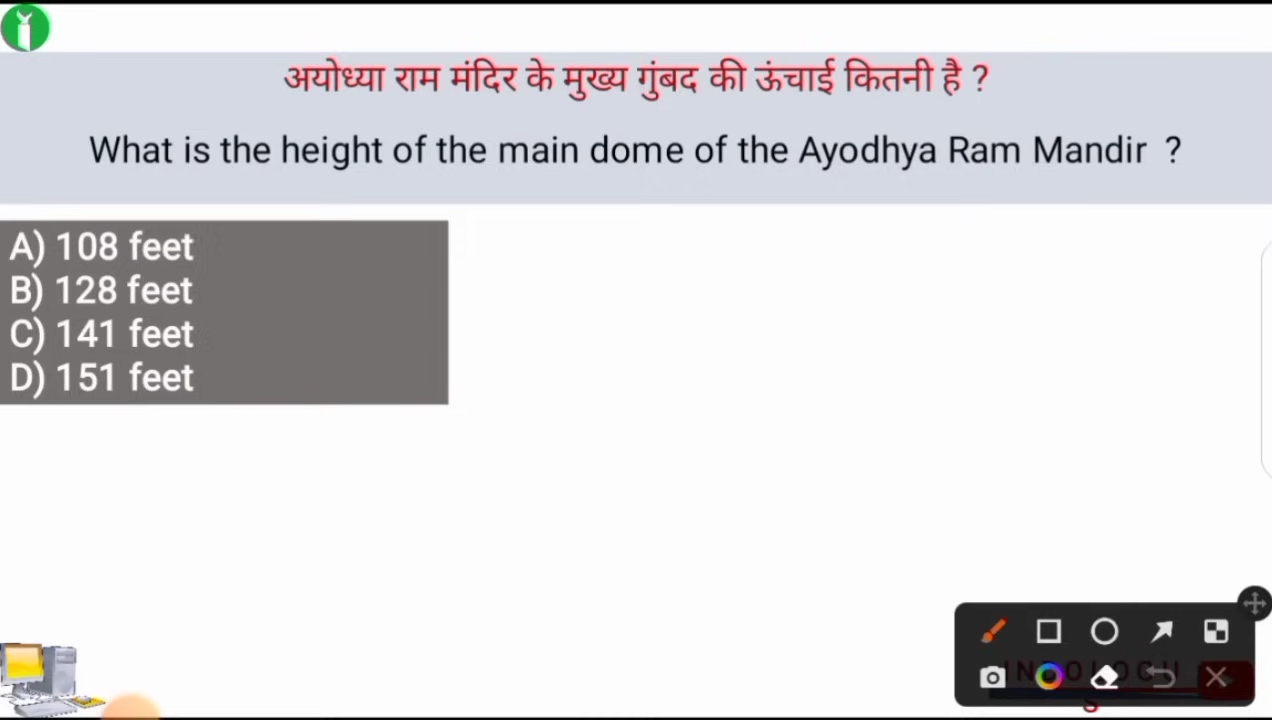 अयोध्या राम मंदिर के मुख्य गुंबद की ऊंचाई कितनी है ?
What is the height of the main dome of the Ayodhya Ram Mandir ?
A) 108 feet
B) 128 feet
C) 141 feet
D) 151 feet